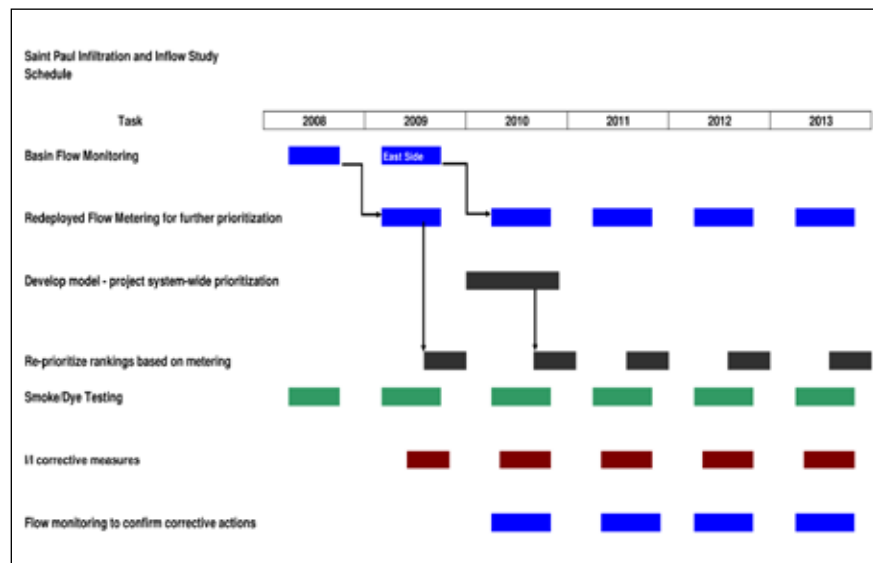 Saint Paul Infiltration and Inflow Study
Schedule
Task 2008 2009 2010 2011 2012 2013
Basin Flow Monitoring East Side
Redeployed Flow Metering for further prioritization
Develop model - project system-wide prioritization
Re-prioritize rankings based on metering
Smoke/Dye Testing
I/I corrective measures
Flow monitoring to confirm corrective actions